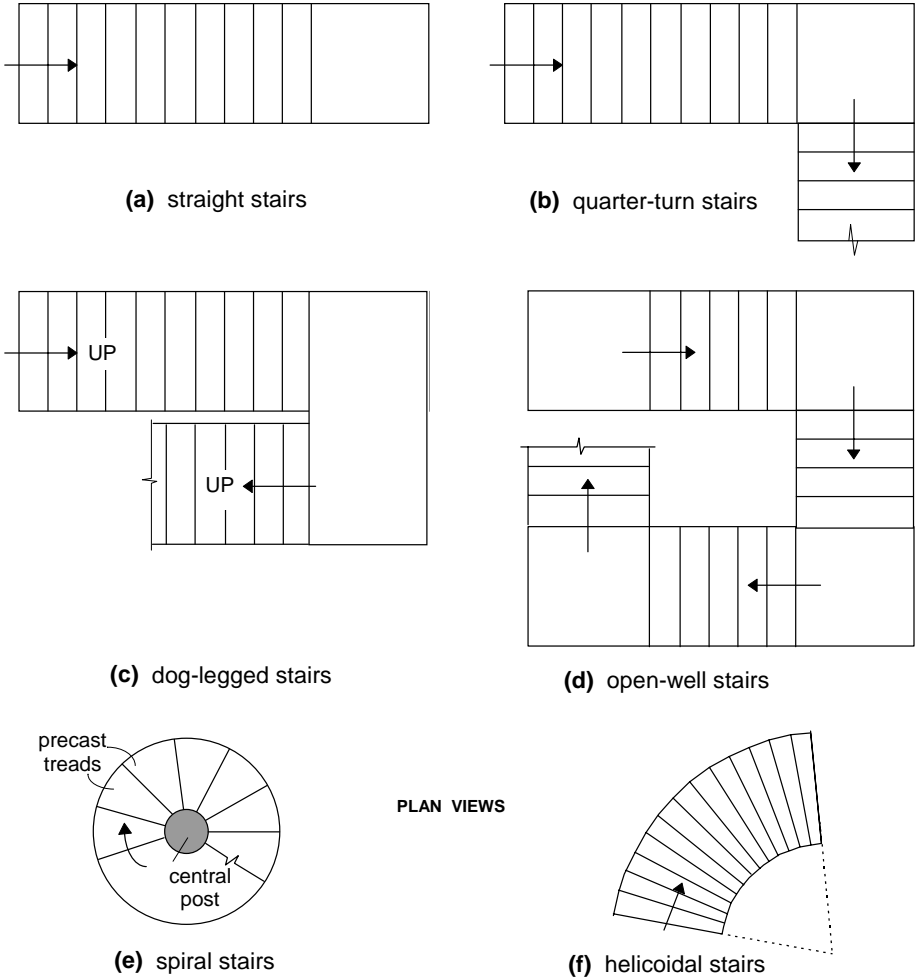 (a) straight stairs
(b) quarter-turn stairs
UP
UP
(c) dog-legged stairs
(d) open-well stairs
precast
treads
central
post
PLAN VIEWS
(e) spiral stairs
(f) helicoidal stairs